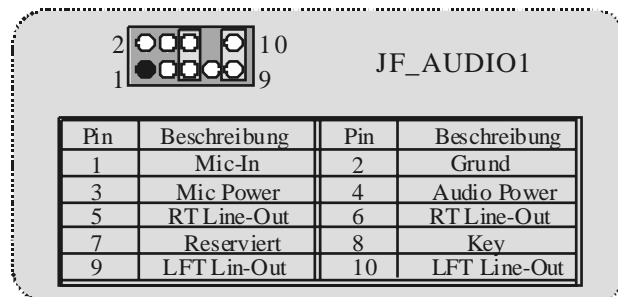 2 10
1 9
JF_AUDIO1
Pin Beschreibung Pin Beschreibung
1 Mic-In 2 Grund
3 Mic Power 4 Audio Power
5 RT Line-Out 6 RT Line-Out
7 Reserviert 8 Key
9 LFT Lin-Out 10 LFT Line-Out